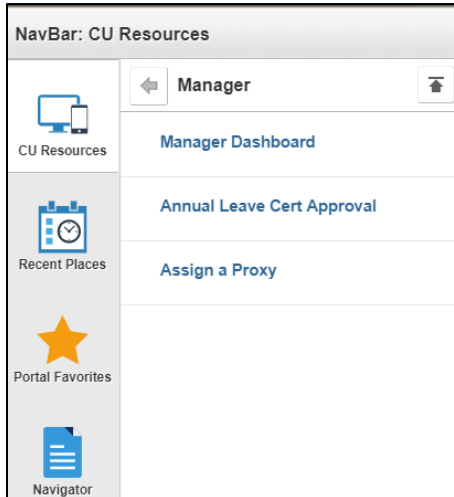 NavBar: CU Resources
CU Resources
Recent Places
Portal Favorites
Navigator
Manager
Manager Dashboard
Annual Leave Cert Approval
Assign a Proxy